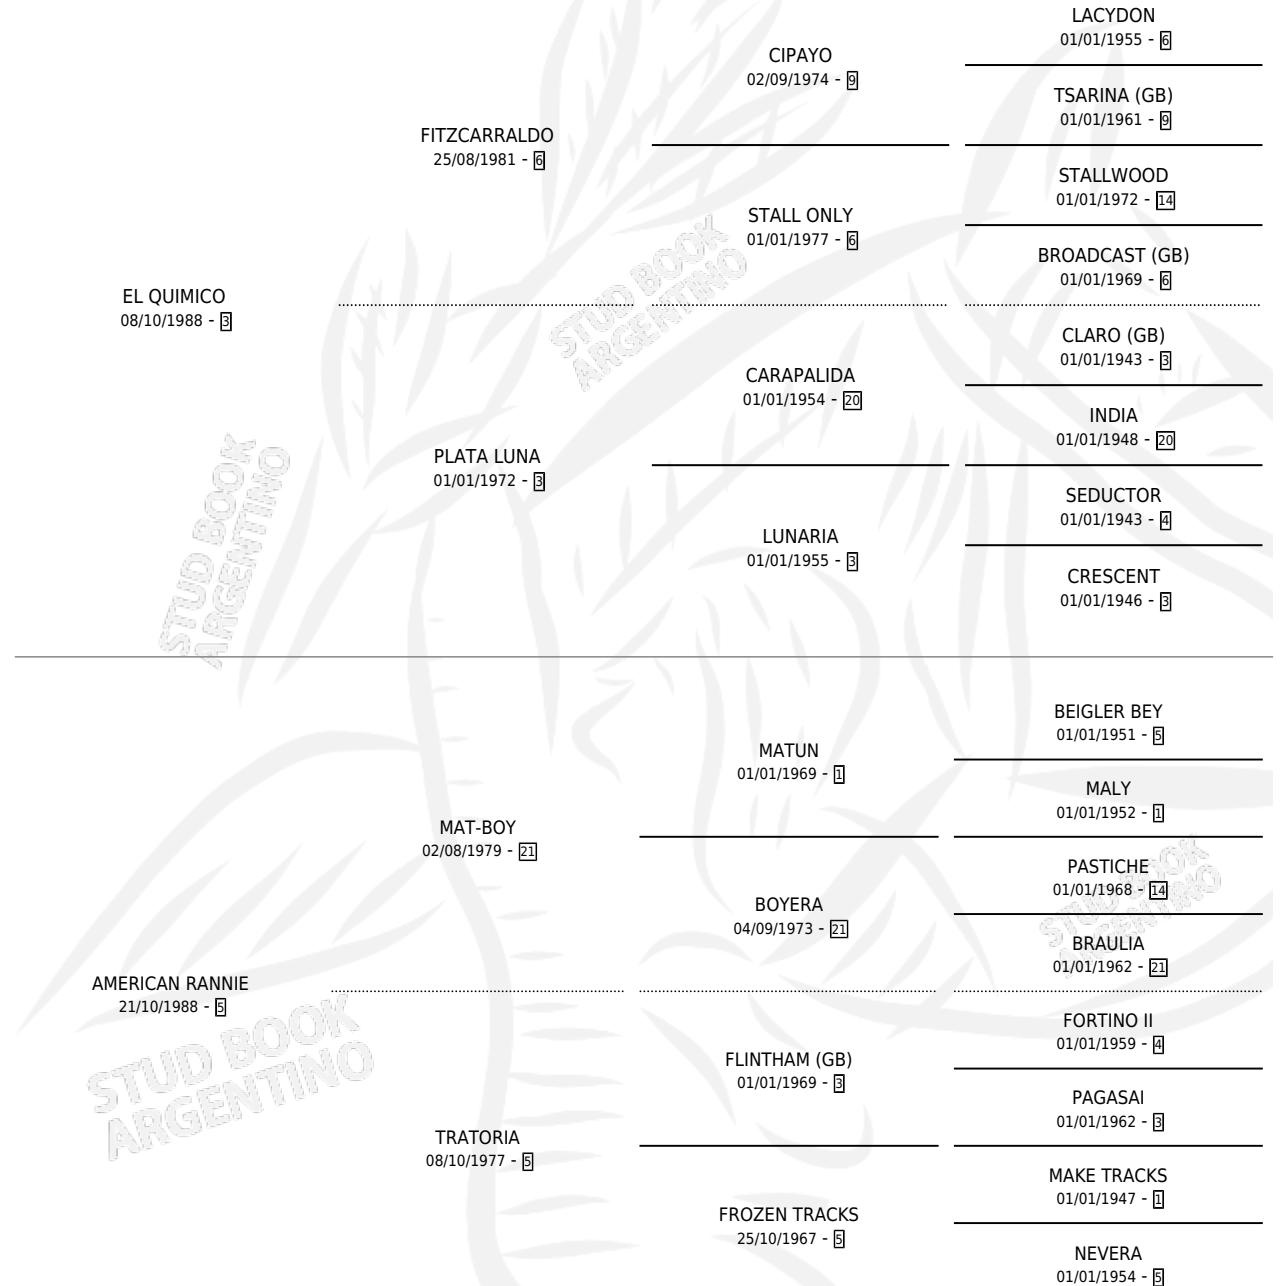 LACYDON
01/01/1955 - 6
CIPAYO
02/09/1974 - 9
TSARINA (GB)
01/01/1961 - 9
FITZCARRALDO
25/08/1981 - 6
STALLWOOD
01/01/1972 - 14
STALL ONLY
01/01/1977 - 6
BROADCAST (GB)
01/01/1969 - 6
EL QUIMICO
08/10/1988 - 3
CLARO (GB)
01/01/1943 - 3
CARAPALIDA
01/01/1954 - 20
INDIA
01/01/1948 - 20
PLATA LUNA
01/01/1972 - 3
SEDUCTOR
01/01/1943 - 4
LUNARIA
01/01/1955 - 3
CRESCENT
01/01/1946 - 3
STUD BOOK
ARGENTINO
STUD BOOK
ARGENTINO
BEIGLER BEY
01/01/1951 - 5
MATUN
01/01/1969 - 1
MALY
01/01/1952 - 1
MAT-BOY
02/08/1979 - 21
PASTICHE
01/01/1968 - 14
BOYERA
04/09/1973 - 21
BRAULIA
01/01/1962 - 21
AMERICAN RANNIE
21/10/1988 - 5
FORTINO II
01/01/1959 - 4
FLINTHAM (GB)
01/01/1969 - 3
PAGASAI
01/01/1962 - 3
TRATORIA
08/10/1977 - 5
MAKE TRACKS
01/01/1947 - 1
FROZEN TRACKS
25/10/1967 - 5
NEVERA
01/01/1954 - 5
STUD BOOK
ARGENTINO
STUD BOOK
ARGENTINO